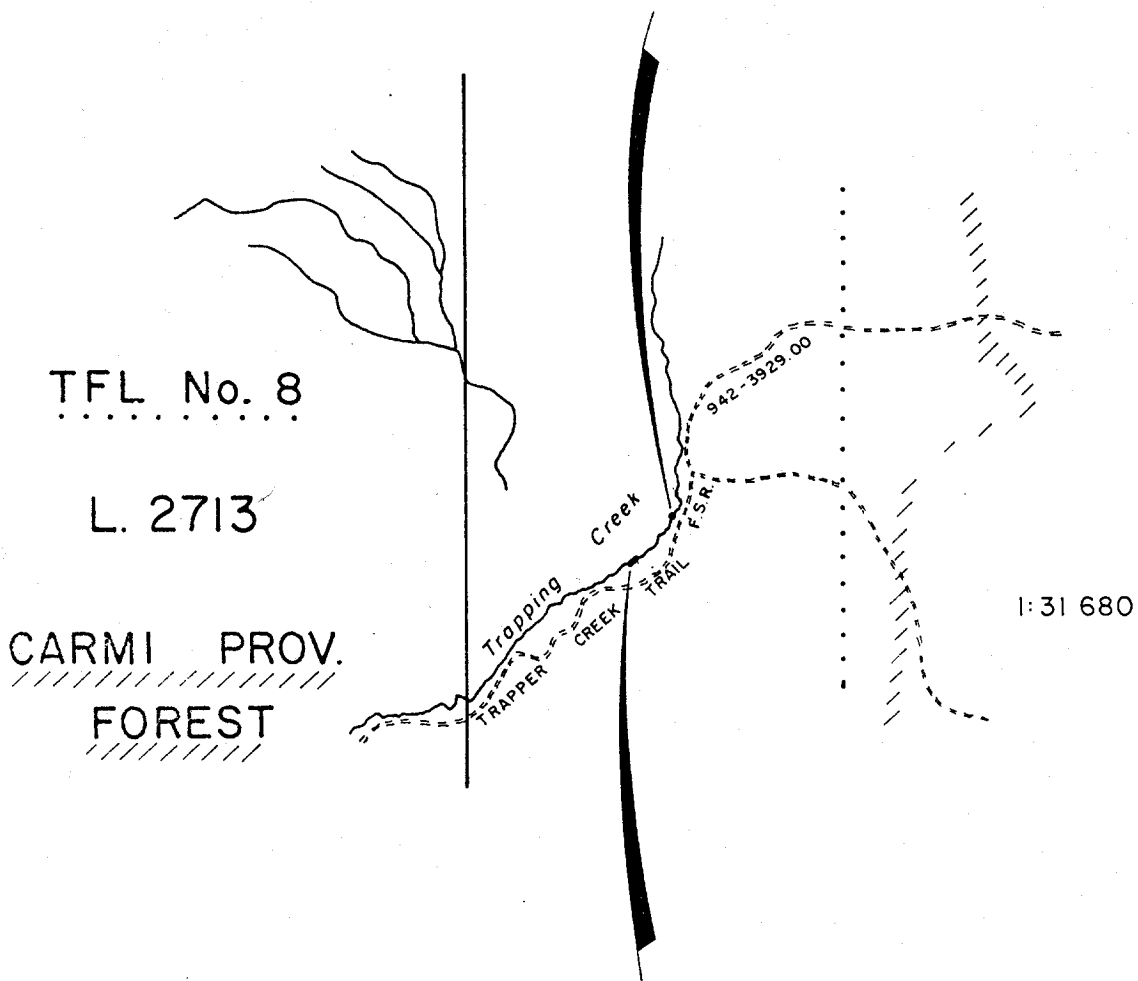 TFL No. 8
L. 2713
CARMI PROV.
FOREST
Trapping Creek
TRAPPER CREEK TRAIL F.S.R.
942-3929.00
1:31 680